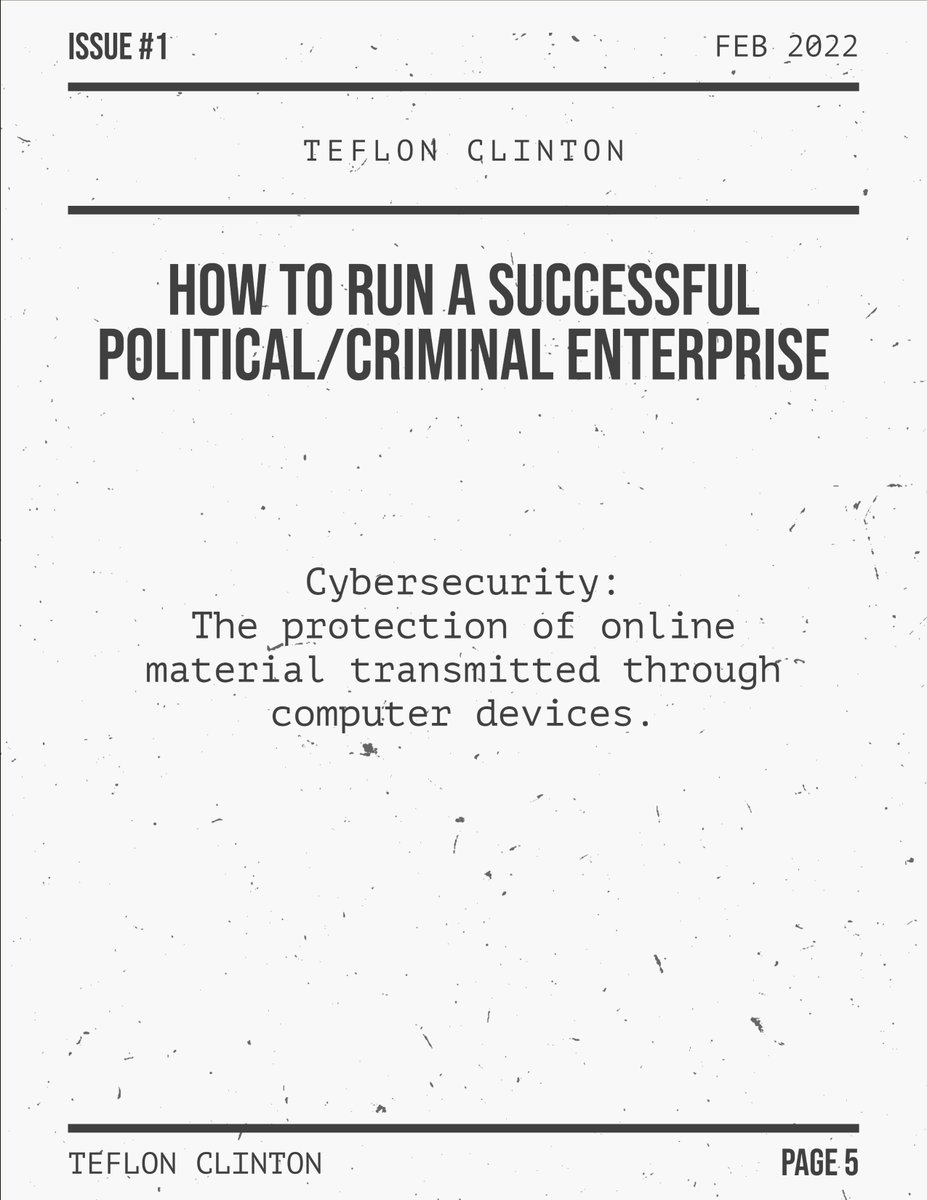 ISSUE #1
FEB 2022
TEFLON CLINTON
HOW TO RUN A SUCCESSFUL
POLITICAL/CRIMINAL ENTERPRISE
Cybersecurity:
The protection of online
material transmitted through
computer devices.
TEFLON CLINTON
PAGE 5